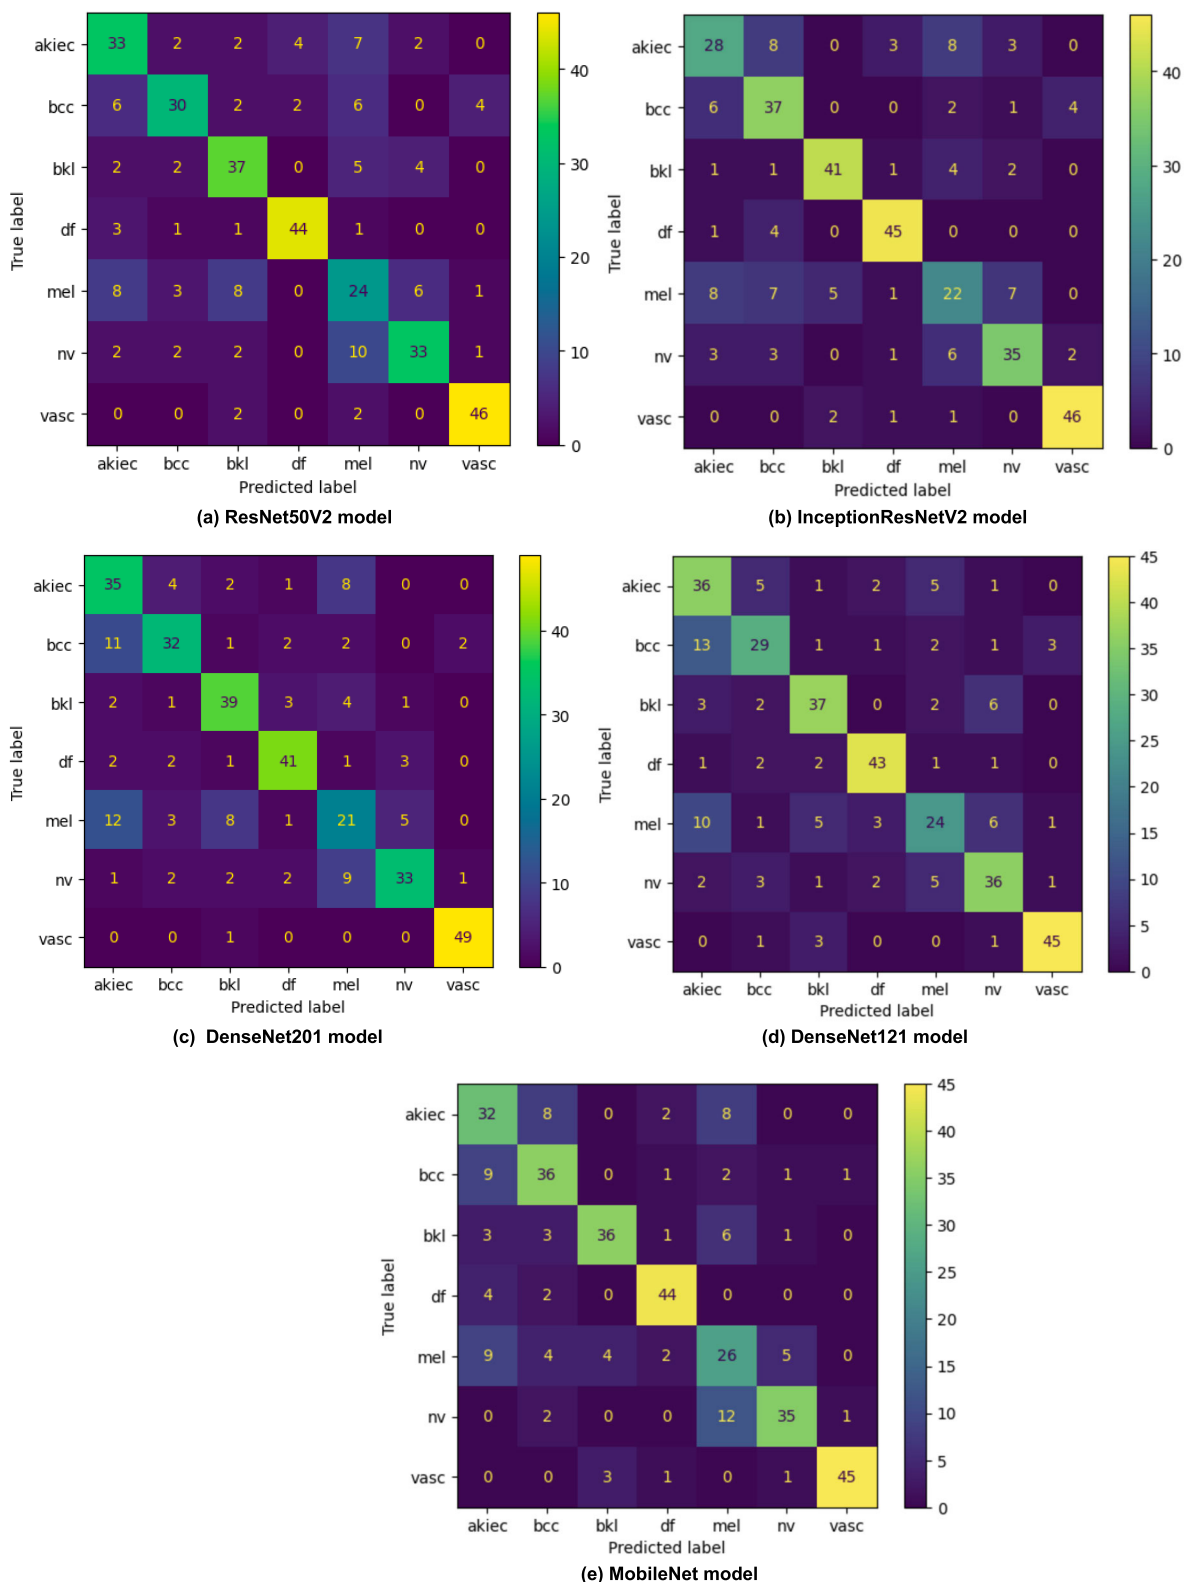 akiec 33 2 2 4 7 2 0
bcc 6 30 2 2 6 0 4
bkl 2 2 37 0 5 4 0
df 3 1 1 44 1 0 0
mel 8 3 8 0 24 6 1
nv 2 2 2 0 10 33 1
vasc 0 0 2 0 2 0 46
akiec bcc bkl df mel nv vasc
Predicted label
True label
40
30
20
10
0
(a) ResNet50V2 model
akiec 28 8 0 3 8 3 0
bcc 6 37 0 0 2 1 4
bkl 1 1 41 1 4 2 0
df 1 4 0 45 0 0 0
mel 8 7 5 1 22 7 0
nv 3 3 0 1 6 35 2
vasc 0 0 2 1 1 0 46
akiec bcc bkl df mel nv vasc
Predicted label
True label
40
30
20
10
0
(b) InceptionResNetV2 model
akiec 35 4 2 1 8 0 0
bcc 11 32 1 2 2 0 2
bkl 2 1 39 3 4 1 0
df 2 2 1 41 1 3 0
mel 12 3 8 1 21 5 0
nv 1 2 2 2 9 33 1
vasc 0 0 1 0 0 0 49
akiec bcc bkl df mel nv vasc
Predicted label
True label
40
30
20
10
0
(c) DenseNet201 model
akiec 36 5 1 2 5 1 0
bcc 13 29 1 1 2 1 3
bkl 3 2 37 0 2 6 0
df 1 2 2 43 1 1 0
mel 10 1 5 3 24 6 1
nv 2 3 1 2 5 36 1
vasc 0 1 3 0 0 1 45
akiec bcc bkl df mel nv vasc
Predicted label
True label
45
40
35
30
25
20
15
10
5
0
(d) DenseNet121 model
akiec 32 8 0 2 8 0 0
bcc 9 36 0 1 2 1 1
bkl 3 3 36 1 6 1 0
df 4 2 0 44 0 0 0
mel 9 4 4 2 26 5 0
nv 0 2 0 0 12 35 1
vasc 0 0 3 1 0 1 45
akiec bcc bkl df mel nv vasc
Predicted label
True label
45
40
35
30
25
20
15
10
5
0
(e) MobileNet model